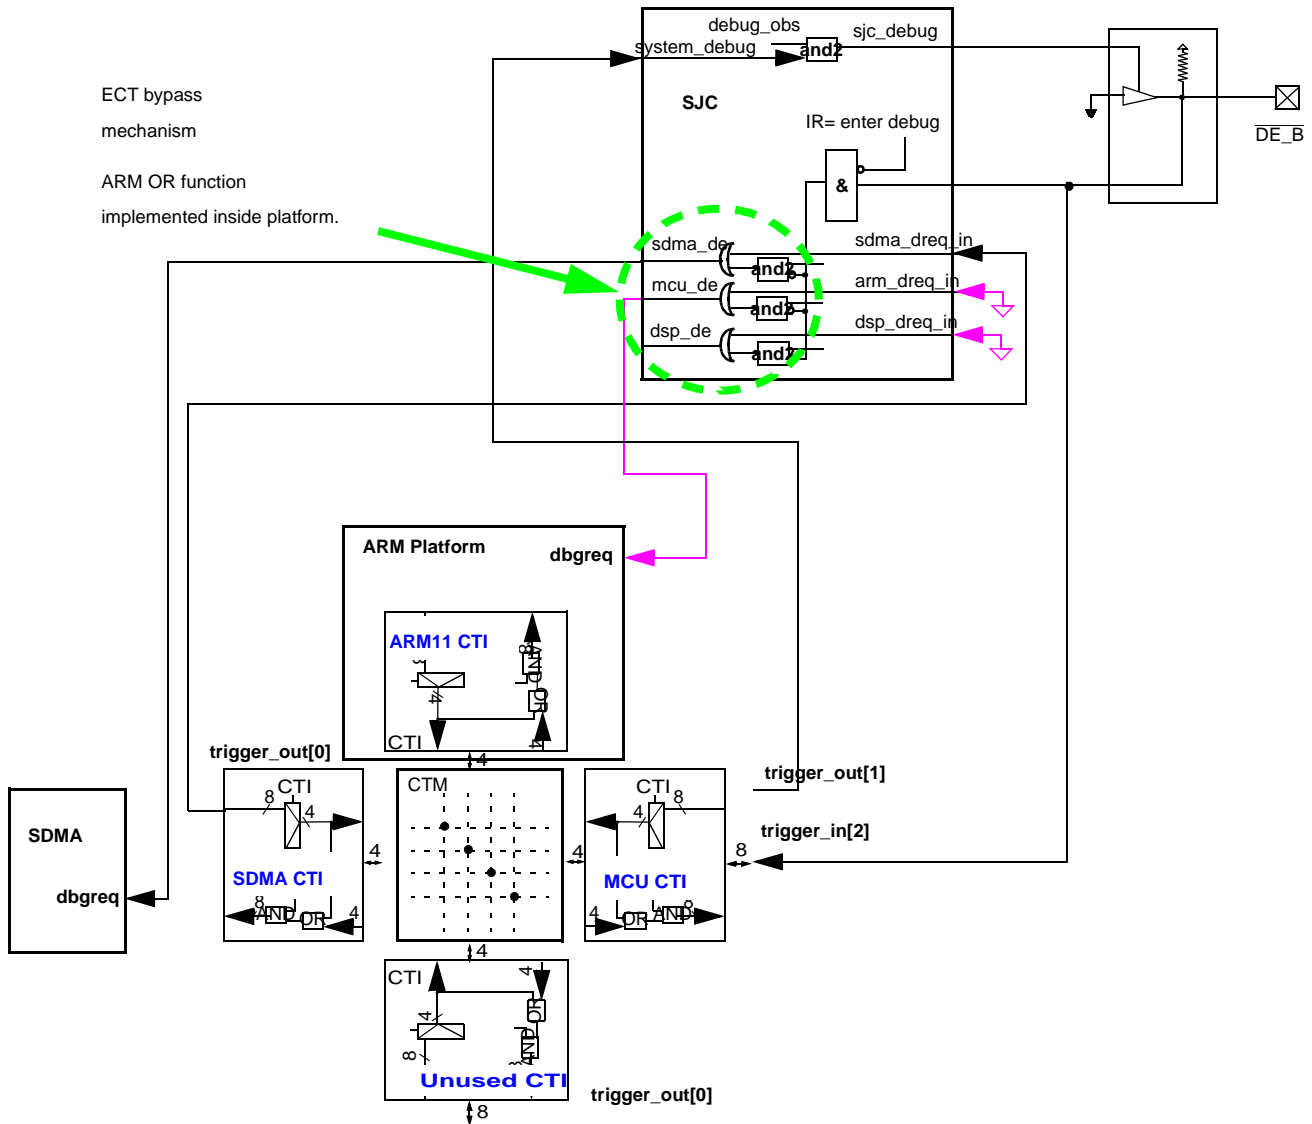 debug_obs
system_debug
and2
sjc_debug
ECT bypass
mechanism
SJC
IR= enter debug
DE_B
ARM OR function
implemented inside platform.
&
sdma_de
and2
sdma_dreq_in
mcu_de
and2
arm_dreq_in
dsp_de
and2
dsp_dreq_in
ARM Platform
dbgreq
ARM11 CTI
8
AND
8
4
OR
CTI
4
4
trigger_out[0]
CTI
8
4
CTM
CTI
4
8
trigger_out[1]
SDMA
trigger_in[2]
4
4
8
SDMA CTI
MCU CTI
dbgreq
8
AND
OR
4
4
OR
AND
8
4
CTI
4
4
OR
8
AND
8
Unused CTI
trigger_out[0]
8